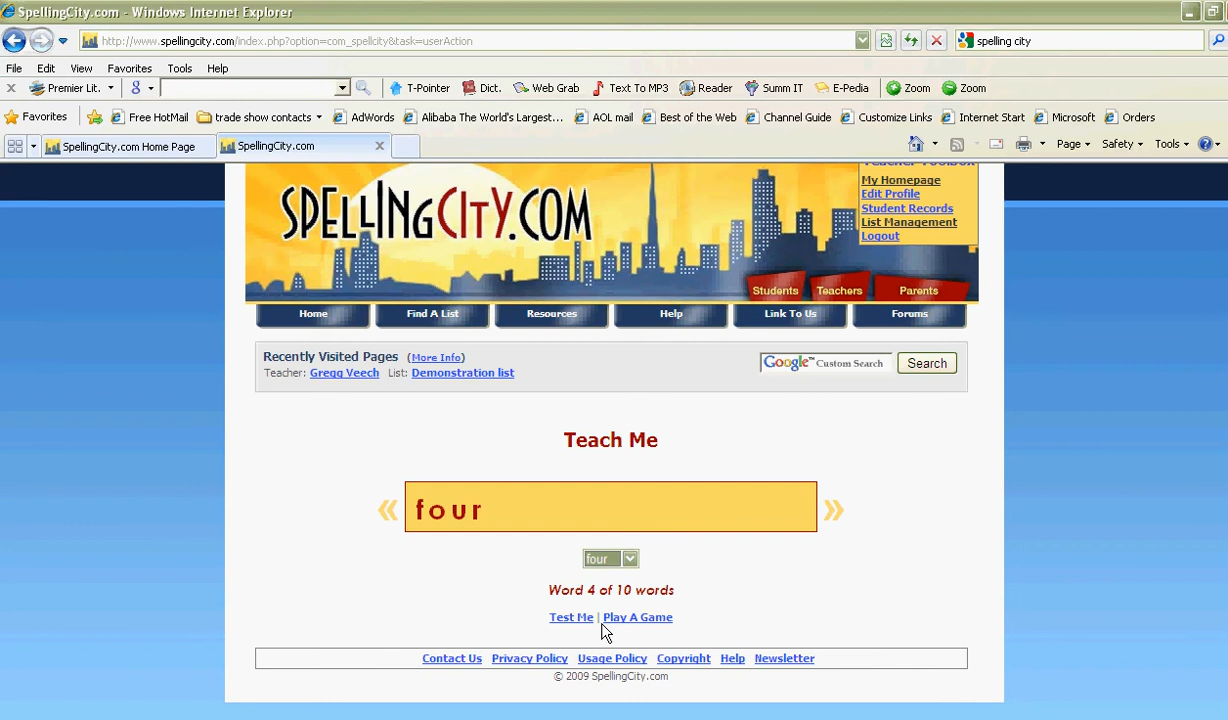 SpellingCity.com - Windows Internet Explorer
http://www.spellingcity.com/index.php?option=com_spellcity&task=userAction
spelling city
File Edit View Favorites Tools Help
Premier Lit. T-Pointer Dict. Web Grab Text To MP3 Reader Summ IT E-Pedia Zoom Zoom
Favorites Free HotMail trade show contacts AdWords Alibaba The World's Largest... AOL mail Best of the Web Channel Guide Customize Links Internet Start Microsoft Orders
SpellingCity.com Home Page SpellingCity.com Page Safety Tools
Teacher Toolbox
My Homepage
Edit Profile
Student Records
List Management
Logout
SPELLINGCITY.COM
Students Teachers Parents
Home Find A List Resources Help Link To Us Forums
Recently Visited Pages (More Info)
Teacher: Gregg Veech List: Demonstration list
Google™ Custom Search Search
Teach Me
« four »
four
Word 4 of 10 words
Test Me | Play A Game
Contact Us Privacy Policy Usage Policy Copyright Help Newsletter
© 2009 SpellingCity.com